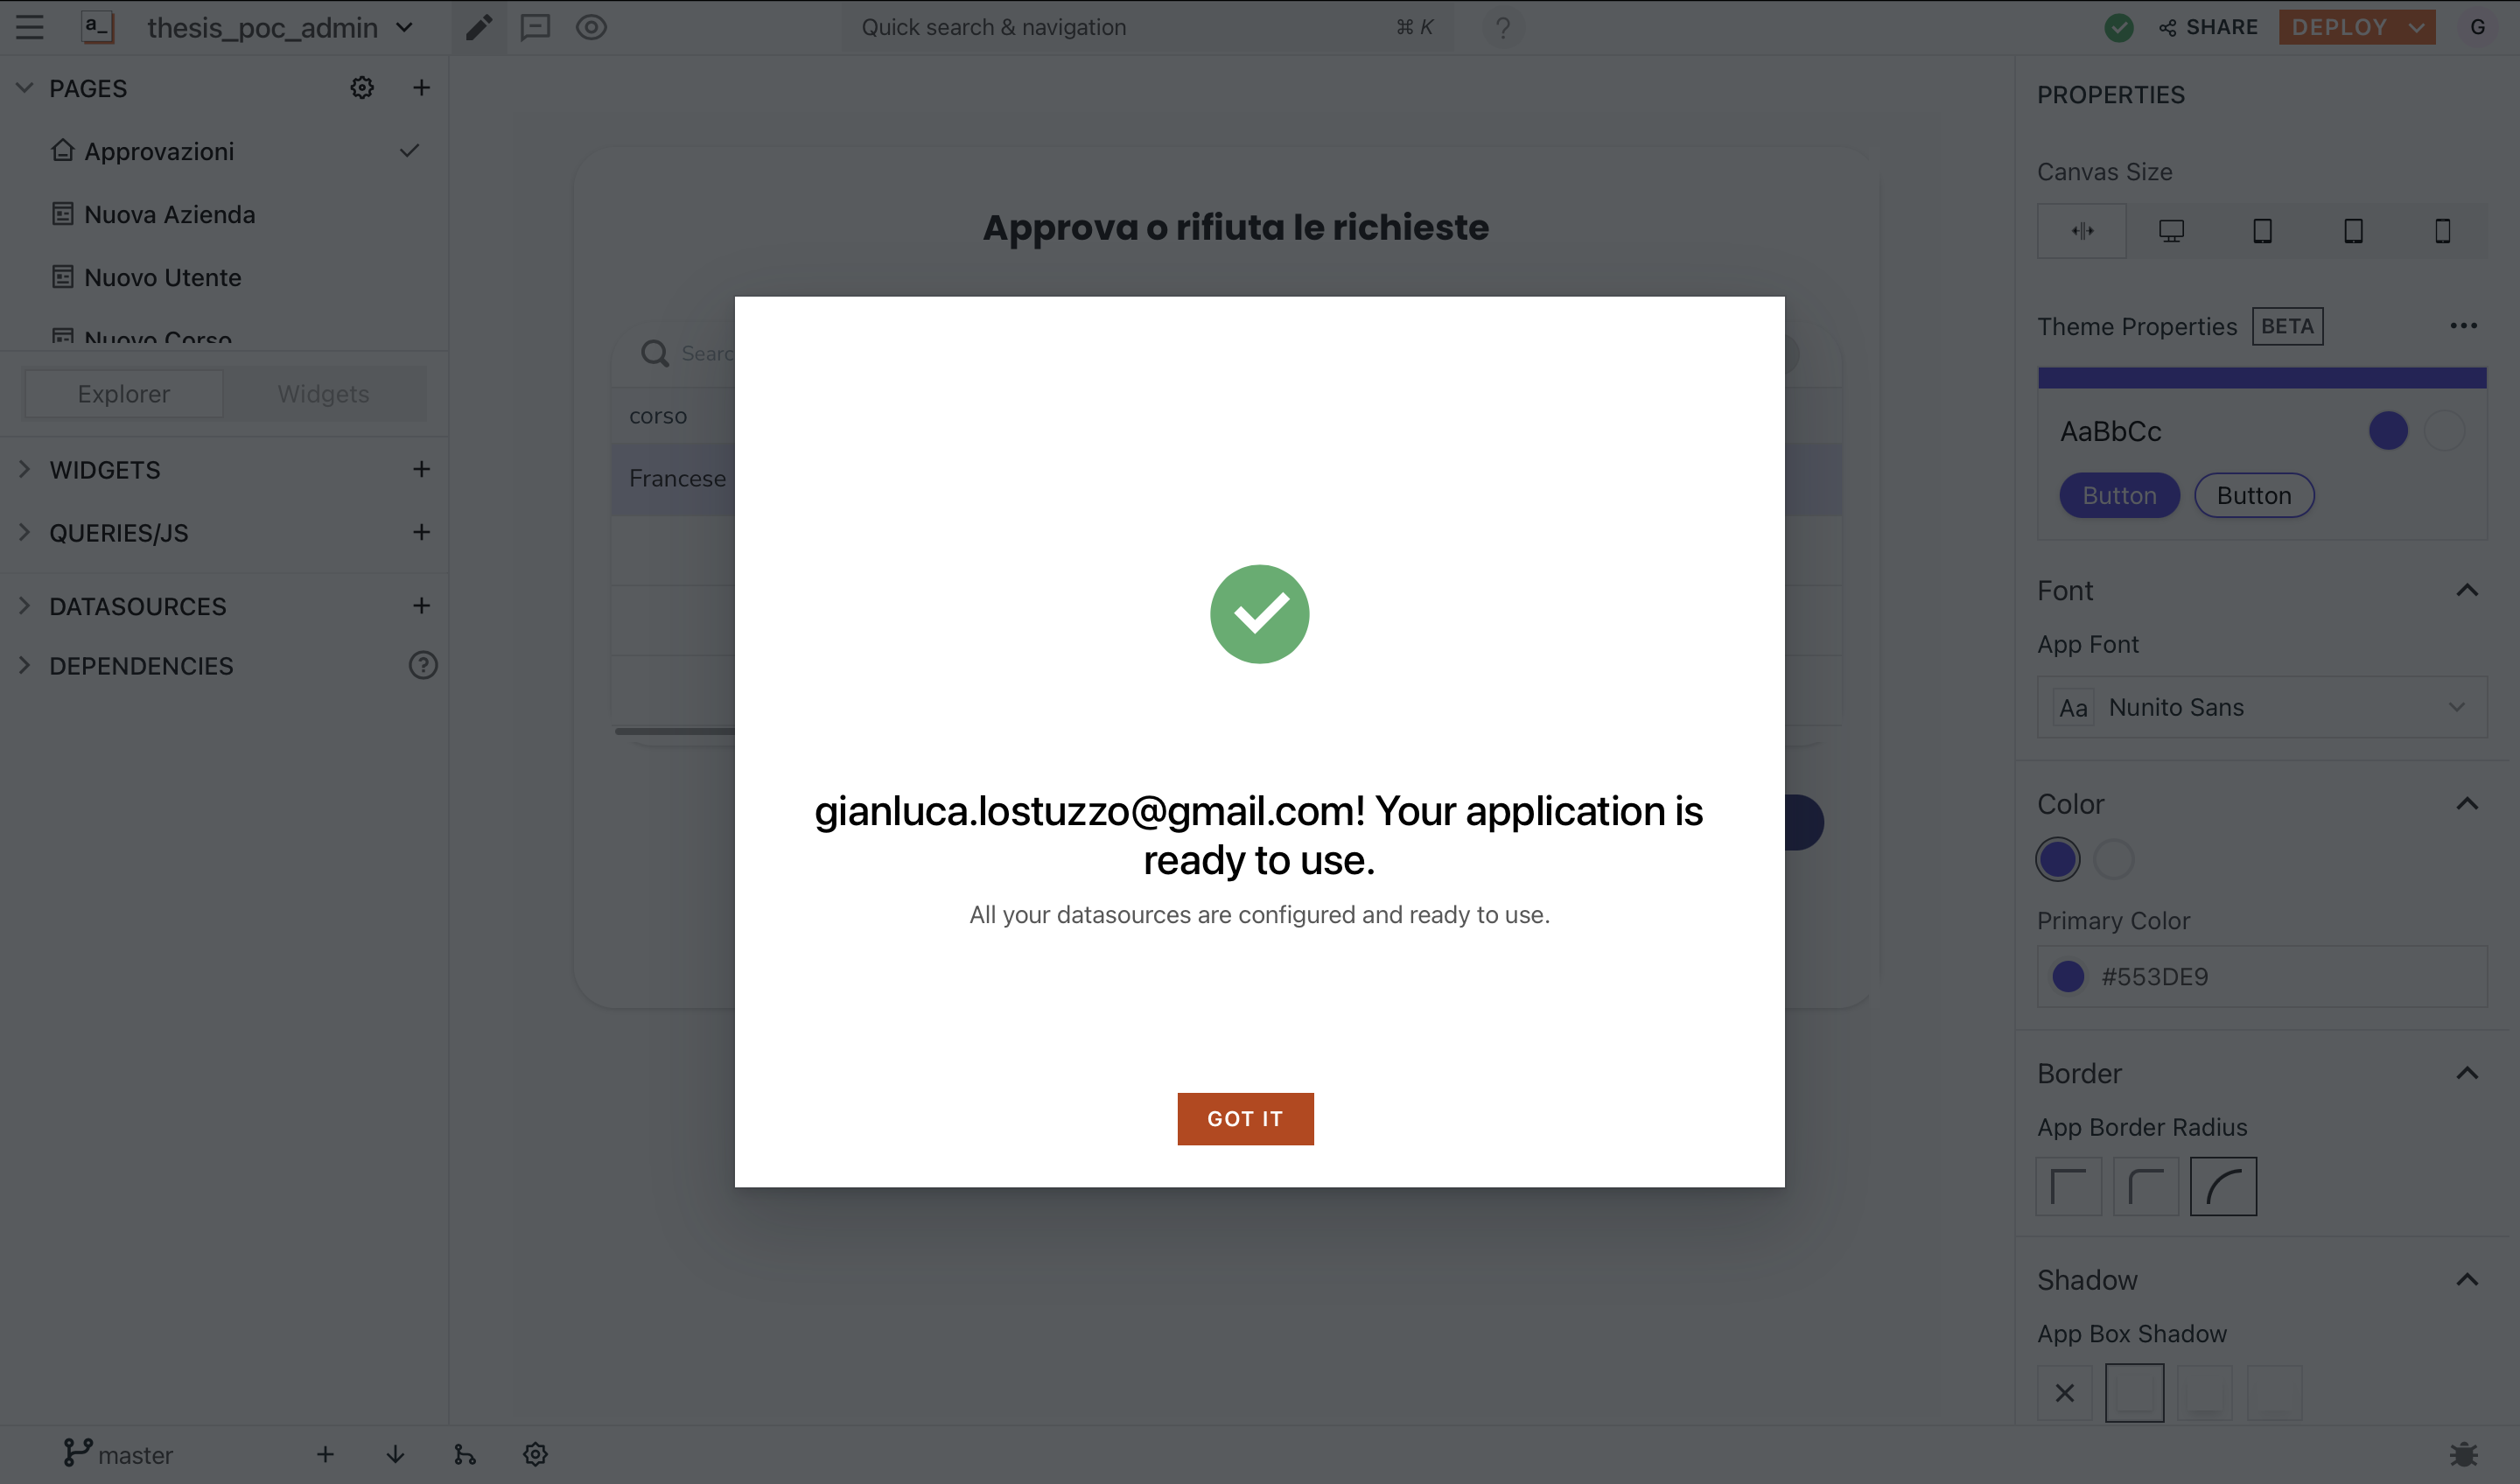 a_ thesis_poc_admin Quick search & navigation ⌘ K ? SHARE DEPLOY G
PAGES
Approvazioni
Nuova Azienda
Nuovo Utente
Nuovo Corso
Explorer Widgets
WIDGETS
QUERIES/JS
DATASOURCES
DEPENDENCIES ?
Approva o rifiuta le richieste
Searc
corso
Francese
gianluca.lostuzzo@gmail.com! Your application is
ready to use.
All your datasources are configured and ready to use.
GOT IT
PROPERTIES
Canvas Size
Theme Properties BETA
AaBbCc
Button Button
Font
App Font
Aa Nunito Sans
Color
Primary Color
#553DE9
Border
App Border Radius
Shadow
App Box Shadow
master